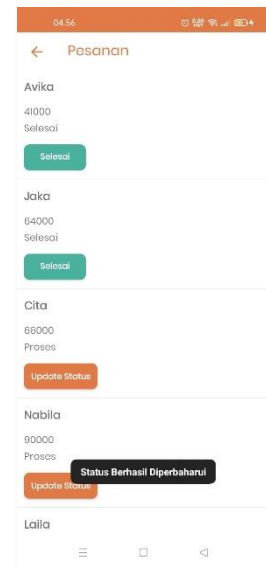 04.56
Pesanan
Avika
41000
Selesai
Selesai
Jaka
64000
Selesai
Selesai
Cita
66000
Proses
Update Status
Nabila
90000
Proses
Update Status
Status Berhasil Diperbaharui
Laila